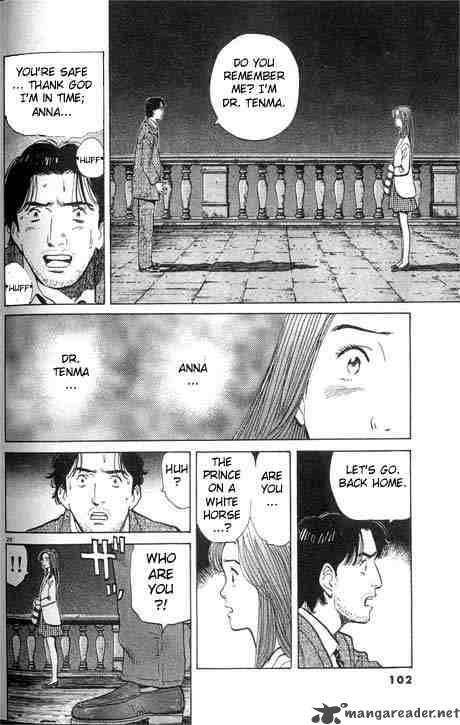 DO YOU
REMEMBER
ME? I'M
DR. TENMA.
YOU'RE SAFE
... THANK GOD
I'M IN TIME;
ANNA...
*HUFF*
*HUFF*
ANNA
...
DR.
TENMA
...
LET'S GO.
BACK HOME.
ARE
YOU
...
THE
PRINCE
ON A
WHITE
HORSE
...?
HUH
?
WHO
ARE
YOU
?!
102
mangareader.net